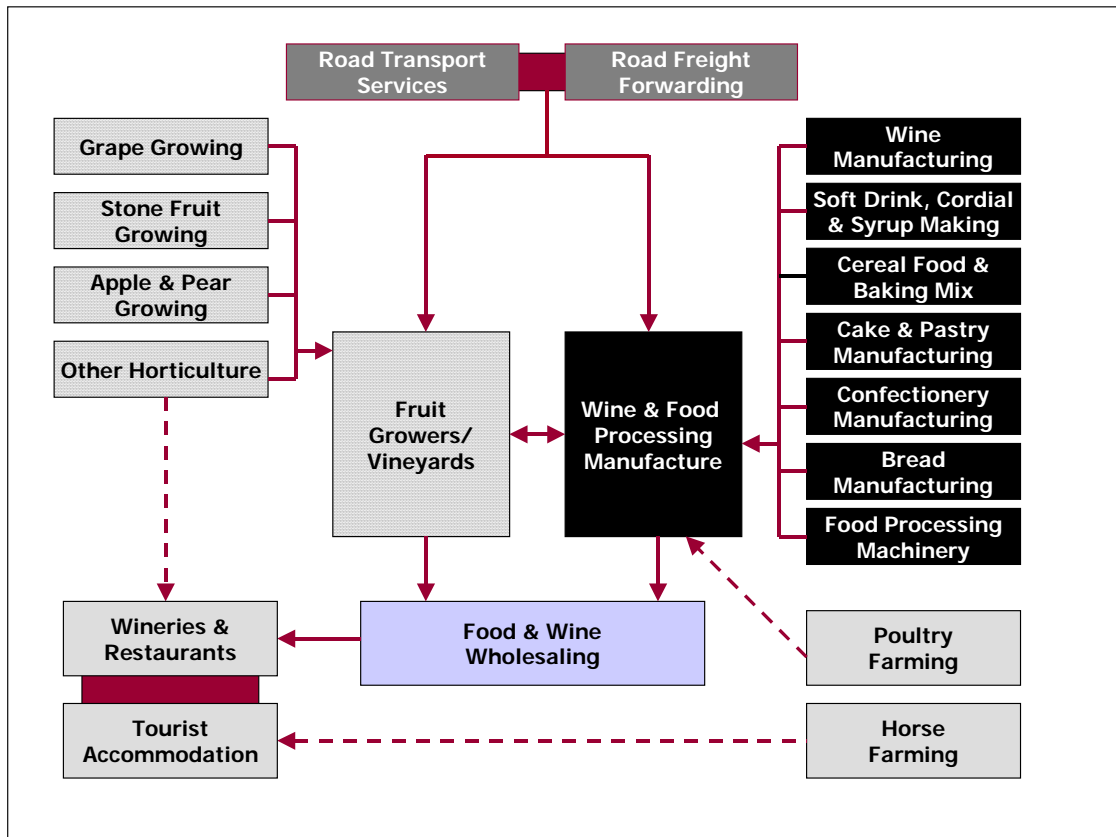 Road Transport
Services
Road Freight
Forwarding
Grape Growing
Stone Fruit
Growing
Apple & Pear
Growing
Other Horticulture
Fruit
Growers/
Vineyards
Wine & Food
Processing
Manufacture
Wine
Manufacturing
Soft Drink, Cordial
& Syrup Making
Cereal Food &
Baking Mix
Cake & Pastry
Manufacturing
Confectionery
Manufacturing
Bread
Manufacturing
Food Processing
Machinery
Wineries &
Restaurants
Food & Wine
Wholesaling
Poultry
Farming
Tourist
Accommodation
Horse
Farming